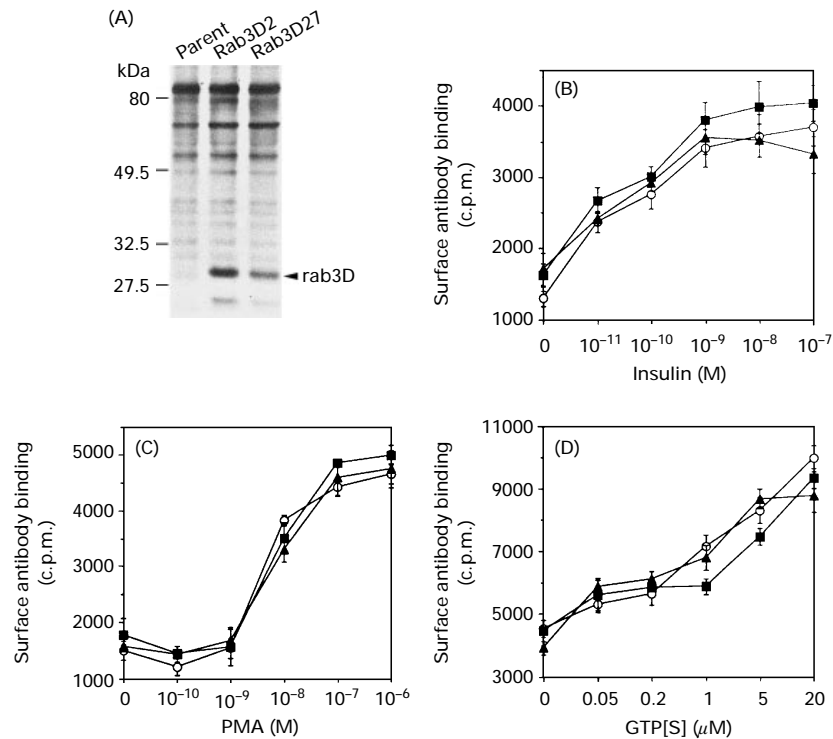 (A)
Parent
Rab3D2
Rab3D27
kDa
80
49.5
32.5
27.5
rab3D
(B)
Surface antibody binding
(c.p.m.)
4000
3000
2000
1000
0 10⁻¹¹ 10⁻¹⁰ 10⁻⁹ 10⁻⁸ 10⁻⁷
Insulin (M)
(C)
Surface antibody binding
(c.p.m.)
5000
4000
3000
2000
1000
0 10⁻¹⁰ 10⁻⁹ 10⁻⁸ 10⁻⁷ 10⁻⁶
PMA (M)
(D)
Surface antibody binding
(c.p.m.)
11000
9000
7000
5000
3000
0 0.05 0.2 1 5 20
GTP[S] (μM)